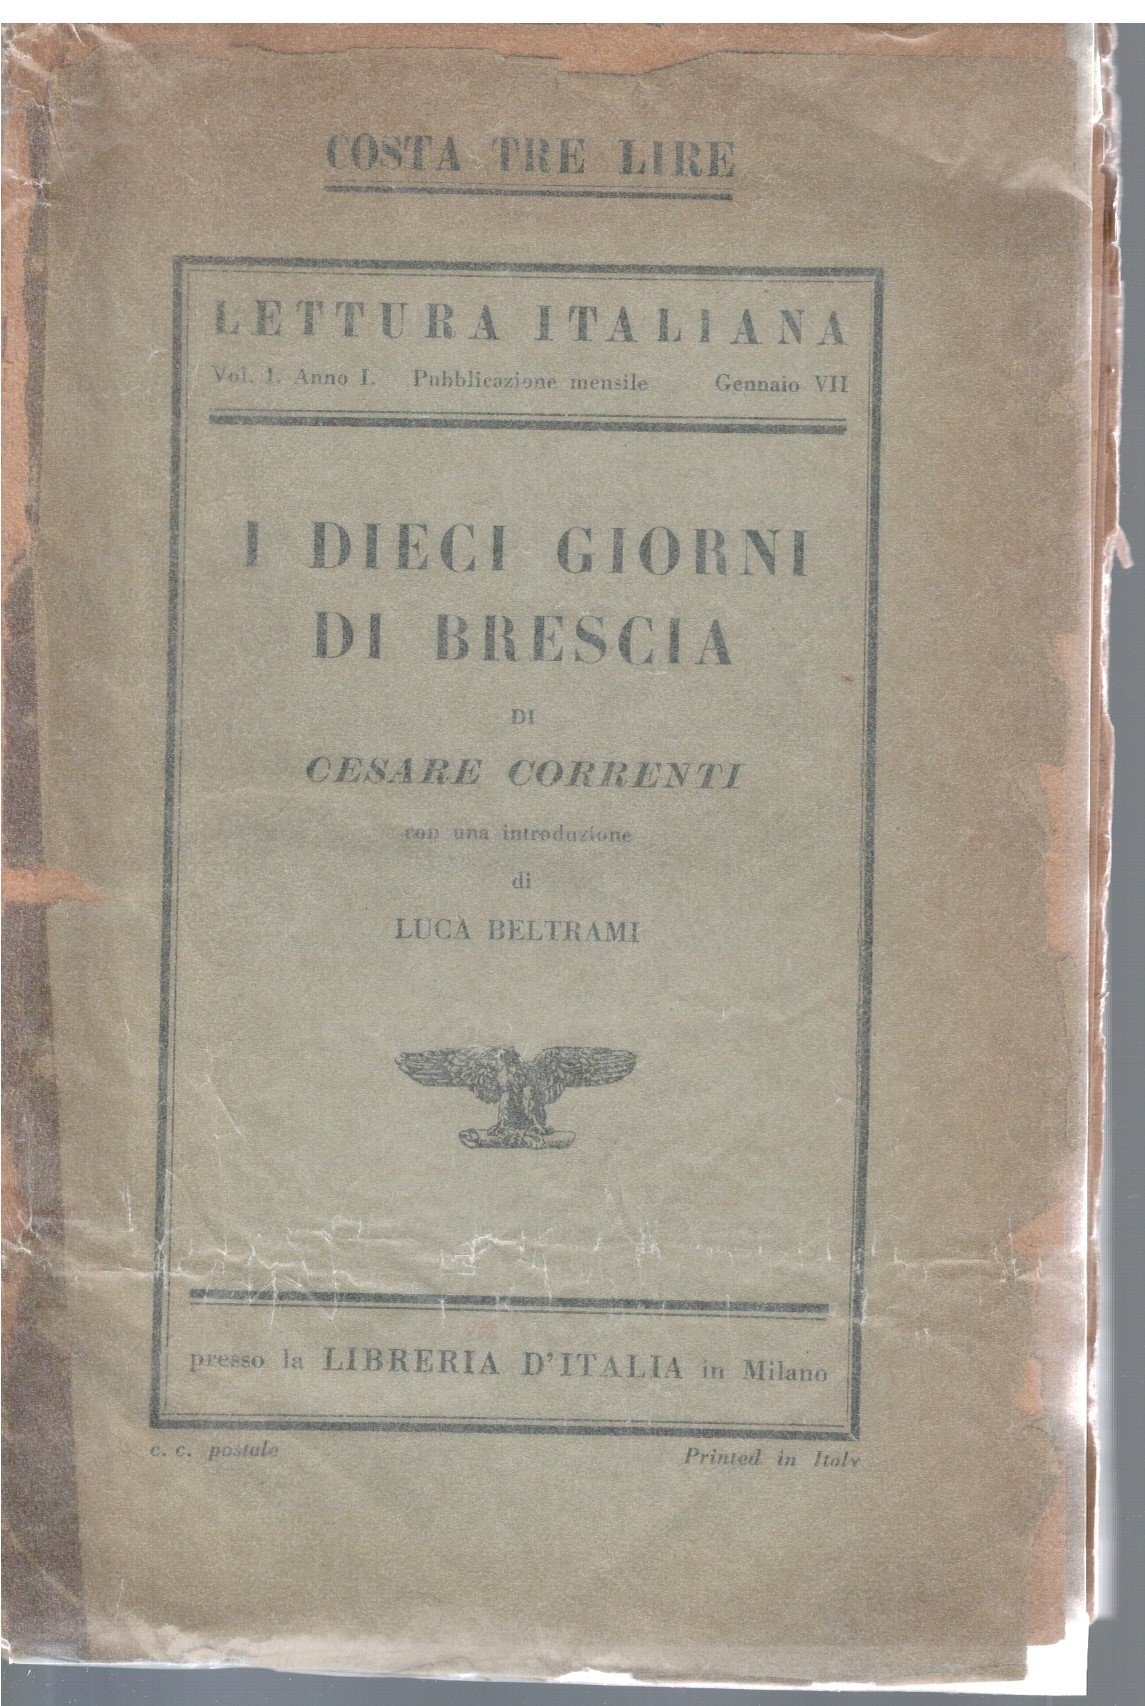 COSTA TRE LIRE
LETTURA ITALIANA
Vol. 1. Anno I. Pubblicazione mensile Gennaio VII
I DIECI GIORNI
DI BRESCIA
DI
CESARE CORRENTI
con una introduzione
di
LUCA BELTRAMI
presso la LIBRERIA D'ITALIA in Milano
c. c. postale Printed in Italy